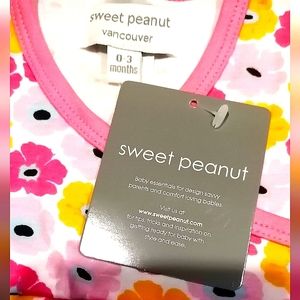 sweet peanut
vancouver
0 3
months
sweet peanut
Baby essentials for design savvy
parents and comfort loving babies.
Visit us at
www.sweetpeanut.com
for tips, tricks and inspiration on
getting ready for baby with
style and ease.